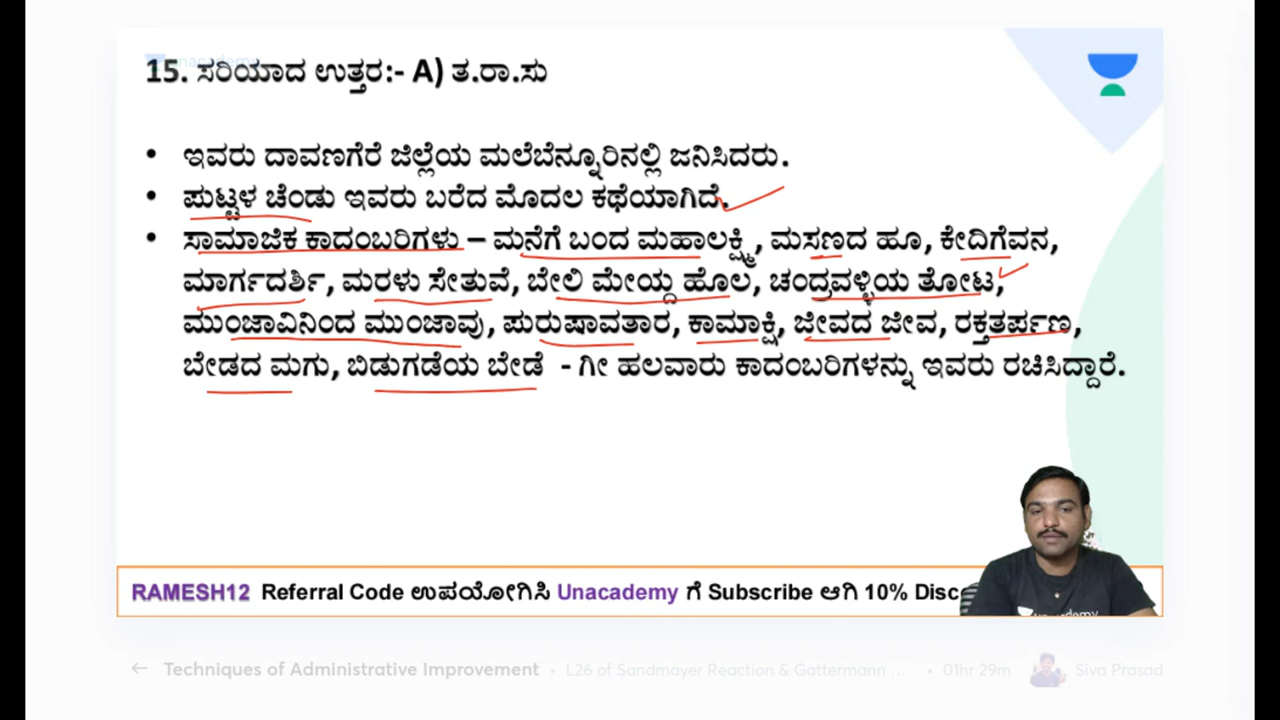 15. ಸರಿಯಾದ ಉತ್ತರ:- A) ತ.ರಾ.ಸು
• ಇವರು ದಾವಣಗೆರೆ ಜಿಲ್ಲೆಯ ಮಲೆಬೆನ್ನೂರಿನಲ್ಲಿ ಜನಿಸಿದರು.
• ಪುಟ್ಟಳ ಚೆಂಡು ಇವರು ಬರೆದ ಮೊದಲ ಕಥೆಯಾಗಿದೆ.
• ಸಾಮಾಜಿಕ ಕಾದಂಬರಿಗಳು – ಮನೆಗೆ ಬಂದ ಮಹಾಲಕ್ಷ್ಮಿ, ಮಸಣದ ಹೂ, ಕೇದಿಗೆವನ,
ಮಾರ್ಗದರ್ಶಿ, ಮರಳು ಸೇತುವೆ, ಬೇಲಿ ಮೇಯ್ದ ಹೊಲ, ಚಂದ್ರವಳ್ಳಿಯ ತೋಟ,
ಮುಂಜಾವಿನಿಂದ ಮುಂಜಾವು, ಪುರುಷಾವತಾರ, ಕಾಮಾಕ್ಷಿ, ಜೀವದ ಜೀವ, ರಕ್ತತರ್ಪಣ,
ಬೇಡದ ಮಗು, ಬಿಡುಗಡೆಯ ಬೇಡೆ - ಗೀ ಹಲವಾರು ಕಾದಂಬರಿಗಳನ್ನು ಇವರು ರಚಿಸಿದ್ದಾರೆ.
RAMESH12 Referral Code ಉಪಯೋಗಿಸಿ Unacademy ಗೆ Subscribe ಆಗಿ 10%
← Techniques of Administrative Improvement • L26 of Sandmayer Reaction & Gattermann ... • 01hr 29m Siva Prasad